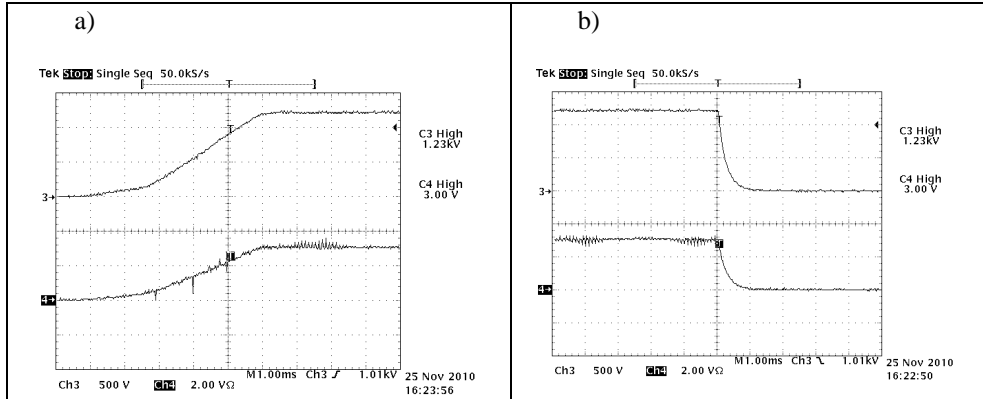 a)
Tek Stop: Single Seq 50.0kS/s
[ T ]
T
3→
C3 High
1.23kV
C4 High
3.00 V
T
4→
Ch3 500 V Ch4 2.00 VΩ M1.00ms Ch3 ƒ 1.01kV
25 Nov 2010
16:23:56
b)
Tek Stop: Single Seq 50.0kS/s
[ T ]
T
3→
C3 High
1.23kV
C4 High
3.00 V
T
4→
Ch3 500 V Ch4 2.00 VΩ M1.00ms Ch3 1.01kV
25 Nov 2010
16:22:50